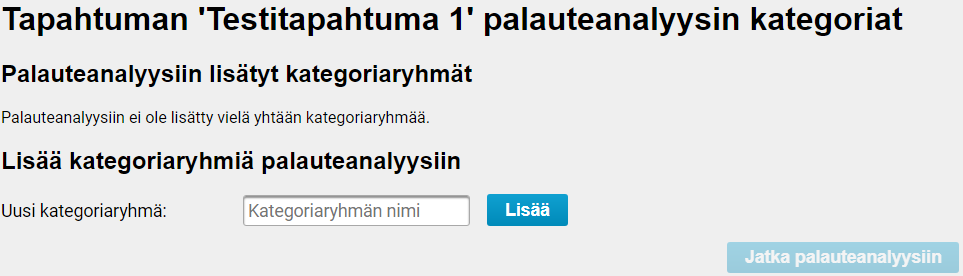 Tapahtuman 'Testitapahtuma 1' palauteanalyysin kategoriat
Palauteanalyysiin lisätyt kategoriaryhmät
Palauteanalyysiin ei ole lisätty vielä yhtään kategoriaryhmää.
Lisää kategoriaryhmiä palauteanalyysiin
Uusi kategoriaryhmä: Kategoriaryhmän nimi Lisää
Jatka palauteanalyysiin